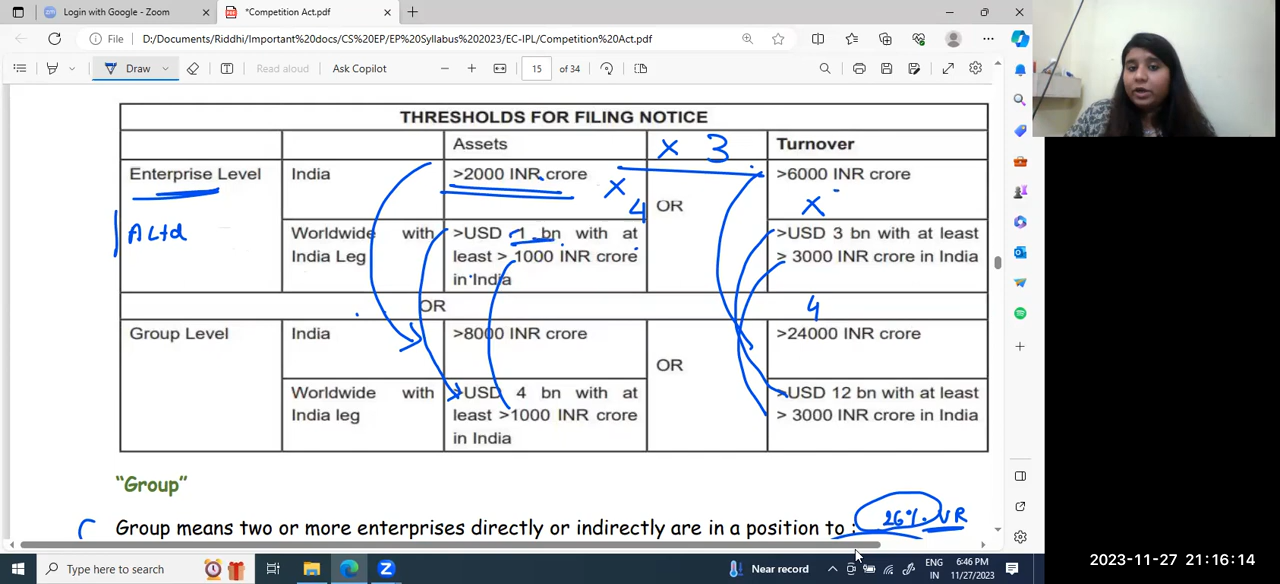 Login with Google - Zoom
*Competition Act.pdf
File D:/Documents/Riddhi/Important%20docs/CS%20EP/EP%20Syllabus%202023/EC-IPL/Competition%20Act.pdf
Draw Read aloud Ask Copilot 15 of 34
THRESHOLDS FOR FILING NOTICE
Assets x 3 Turnover
Enterprise Level India >2000 INR crore OR >6000 INR crore
x 4 x
A Ltd
Worldwide with India Leg
>USD 1 bn with at
least > 1000 INR crore
in India
>USD 3 bn with at least
> 3000 INR crore in India
OR 4
Group Level India >8000 INR crore OR >24000 INR crore
Worldwide with India leg
>USD 4 bn with at
least >1000 INR crore
in India
>USD 12 bn with at least
> 3000 INR crore in India
“Group”
Group means two or more enterprises directly or indirectly are in a position to :
26% VR
Type here to search
Near record
ENG
IN
6:46 PM
11/27/2023
2023-11-27 21:16:14